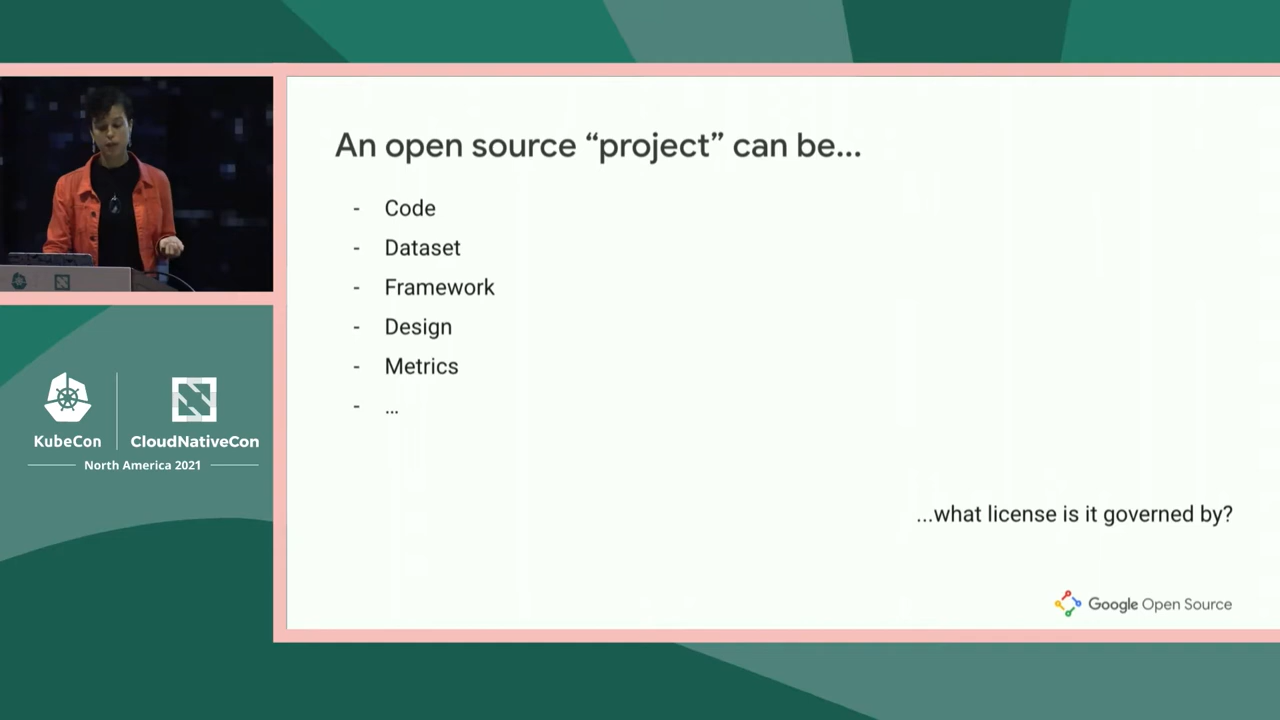 An open source “project” can be...
- Code
- Dataset
- Framework
- Design
- Metrics
- ...
...what license is it governed by?
Google Open Source
KubeCon
CloudNativeCon
North America 2021